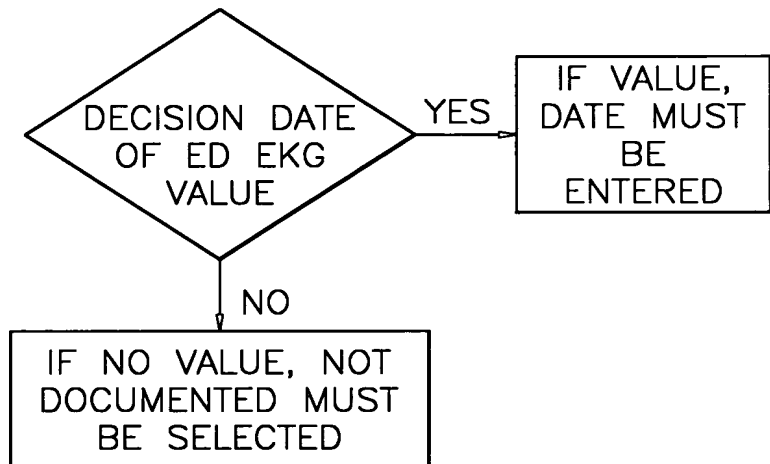 DECISION DATE
OF ED EKG
VALUE
YES
IF VALUE,
DATE MUST
BE
ENTERED
NO
IF NO VALUE, NOT
DOCUMENTED MUST
BE SELECTED